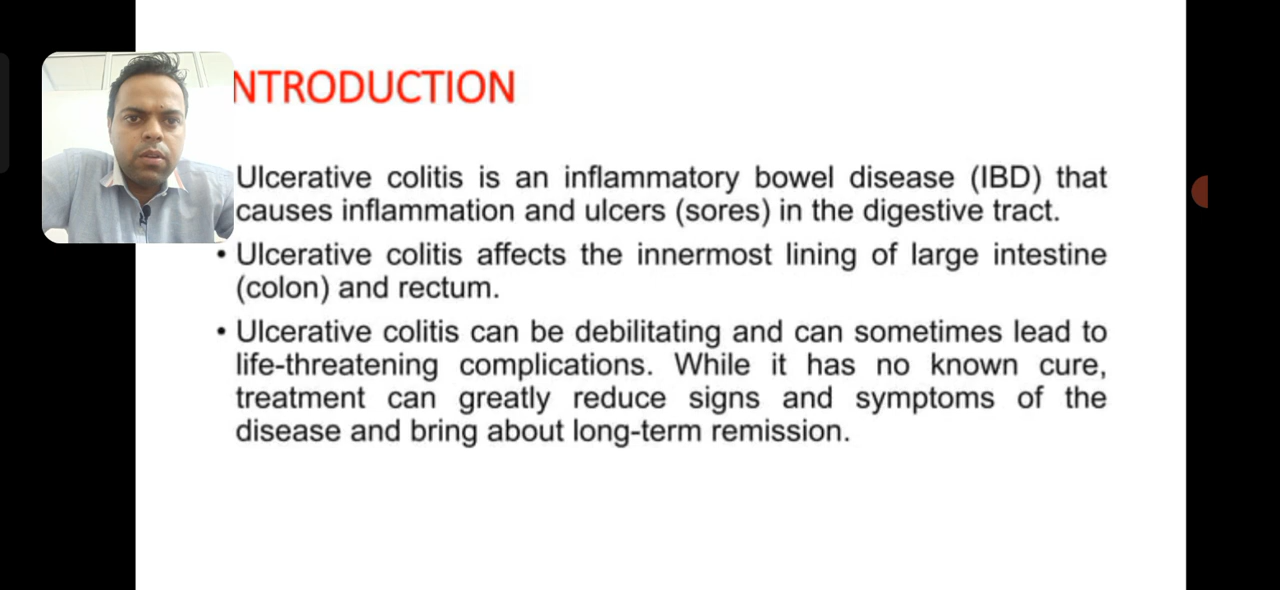 NTRODUCTION
Ulcerative colitis is an inflammatory bowel disease (IBD) that
causes inflammation and ulcers (sores) in the digestive tract.
• Ulcerative colitis affects the innermost lining of large intestine
(colon) and rectum.
• Ulcerative colitis can be debilitating and can sometimes lead to
life-threatening complications. While it has no known cure,
treatment can greatly reduce signs and symptoms of the
disease and bring about long-term remission.